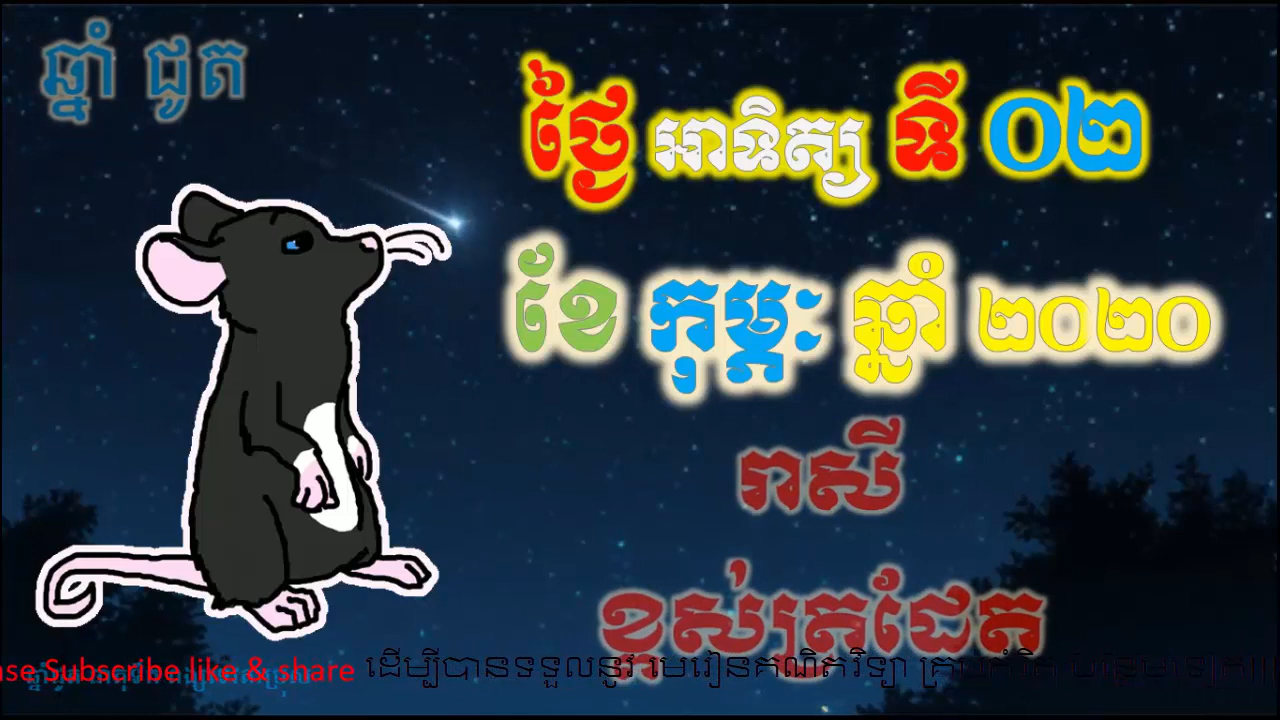 ឆ្នាំ ជូត
ថ្ងៃ អាទិត្យ ទី ០២
ខែ កុម្ភៈ ឆ្នាំ ២០២០
រាសី
ខ្ពស់ត្រដែត
ase Subscribe like & share ដើម្បីបានទទួលនូវ មេរៀនគណិតវិទ្យា